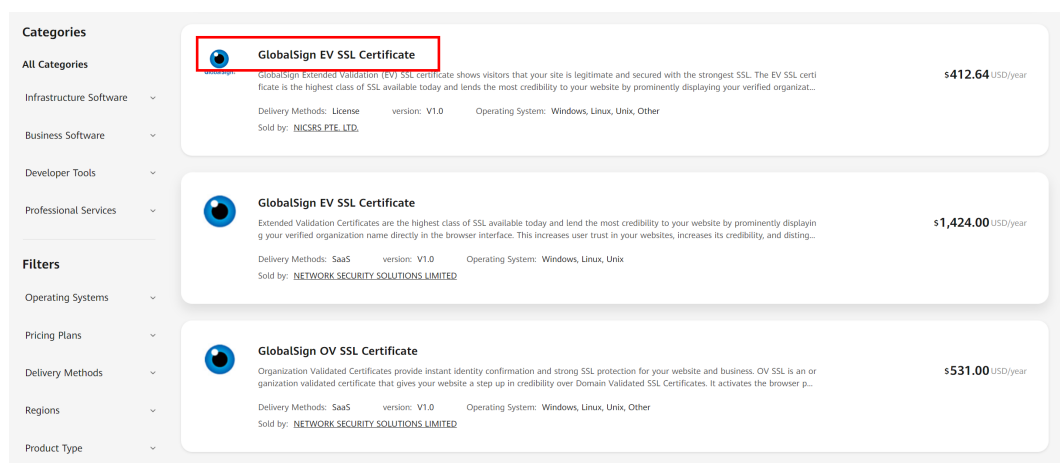 Categories
All Categories
Infrastructure Software
Business Software
Developer Tools
Professional Services
Filters
Operating Systems
Pricing Plans
Delivery Methods
Regions
Product Type
GlobalSign EV SSL Certificate
GlobalSign Extended Validation (EV) SSL certificate shows visitors that your site is legitimate and secured with the strongest SSL. The EV SSL certi
ficate is the highest class of SSL available today and lends the most credibility to your website by prominently displaying your verified organizat...
Delivery Methods: License version: V1.0 Operating System: Windows, Linux, Unix, Other
Sold by: NICSRS PTE. LTD.
$412.64 USD/year
GlobalSign EV SSL Certificate
Extended Validation Certificates are the highest class of SSL available today and lend the most credibility to your website by prominently displayin
g your verified organization name directly in the browser interface. This increases user trust in your websites, increases its credibility, and disting...
Delivery Methods: SaaS version: V1.0 Operating System: Windows, Linux, Unix
Sold by: NETWORK SECURITY SOLUTIONS LIMITED
$1,424.00 USD/year
GlobalSign OV SSL Certificate
Organization Validated Certificates provide instant identity confirmation and strong SSL protection for your website and business. OV SSL is an or
ganization validated certificate that gives your website a step up in credibility over Domain Validated SSL Certificates. It activates the browser p...
Delivery Methods: SaaS version: V1.0 Operating System: Windows, Linux, Unix, Other
Sold by: NETWORK SECURITY SOLUTIONS LIMITED
$531.00 USD/year